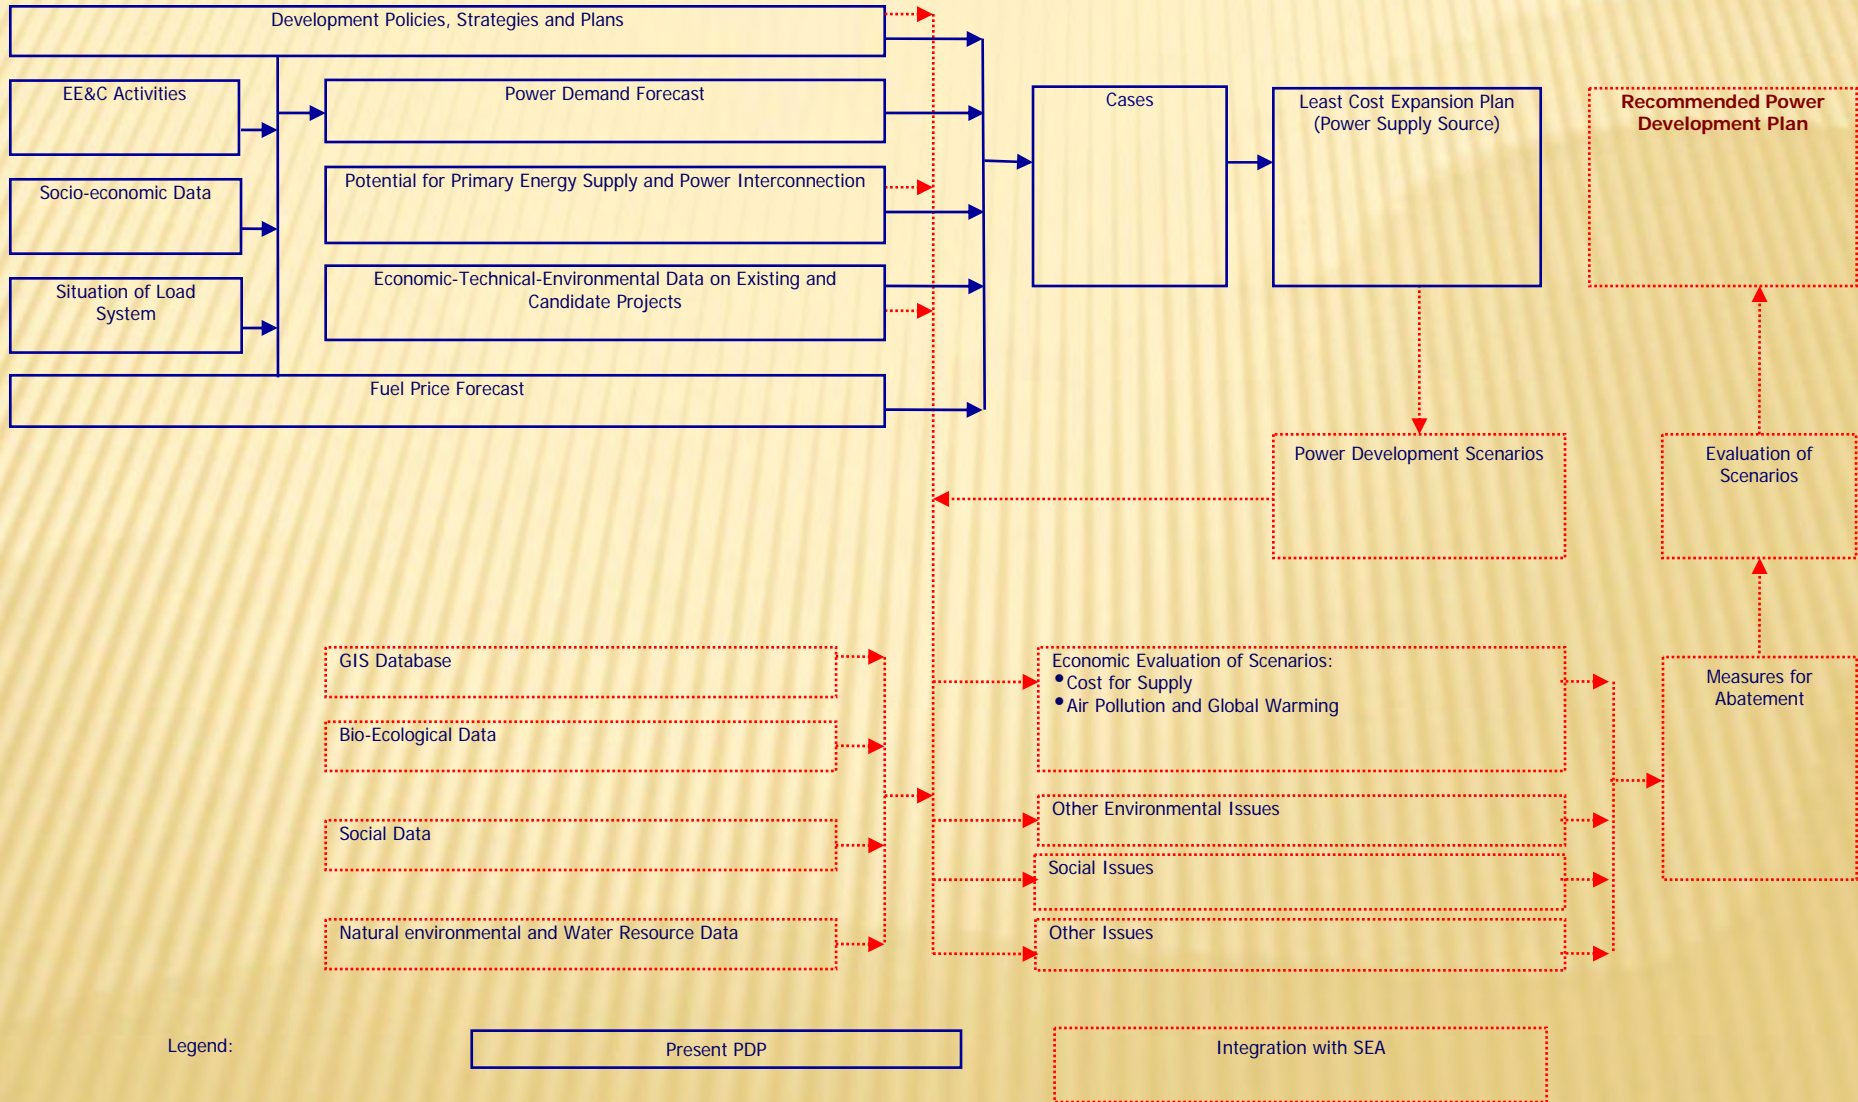 Development Policies, Strategies and Plans
EE&C Activities
Power Demand Forecast
Cases
Least Cost Expansion Plan
(Power Supply Source)
Recommended Power
Development Plan
Socio-economic Data
Potential for Primary Energy Supply and Power Interconnection
Situation of Load
System
Economic-Technical-Environmental Data on Existing and
Candidate Projects
Fuel Price Forecast
Power Development Scenarios
Evaluation of
Scenarios
GIS Database
Bio-Ecological Data
Social Data
Natural environmental and Water Resource Data
Economic Evaluation of Scenarios:
•Cost for Supply
•Air Pollution and Global Warming
Other Environmental Issues
Social Issues
Other Issues
Measures for
Abatement
Legend:
Present PDP
Integration with SEA